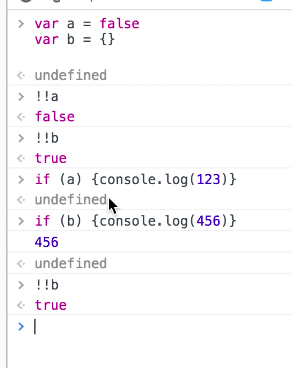 > var a = false
var b = {}
undefined
> !!a
false
> !!b
true
> if (a) {console.log(123)}
undefined
> if (b) {console.log(456)}
456
undefined
> !!b
true
>